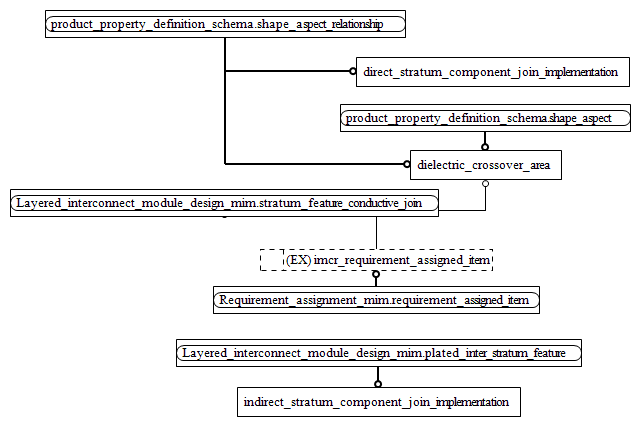 product_property_definition_schema.shape_aspect_relationship
direct_stratum_component_join_implementation
product_property_definition_schema.shape_aspect
dielectric_crossover_area
Layered_interconnect_module_design_mim.stratum_feature_conductive_join
(EX) imcr_requirement_assigned_item
Requirement_assignment_mim.requirement_assigned_item
Layered_interconnect_module_design_mim.plated_inter_stratum_feature
indirect_stratum_component_join_implementation